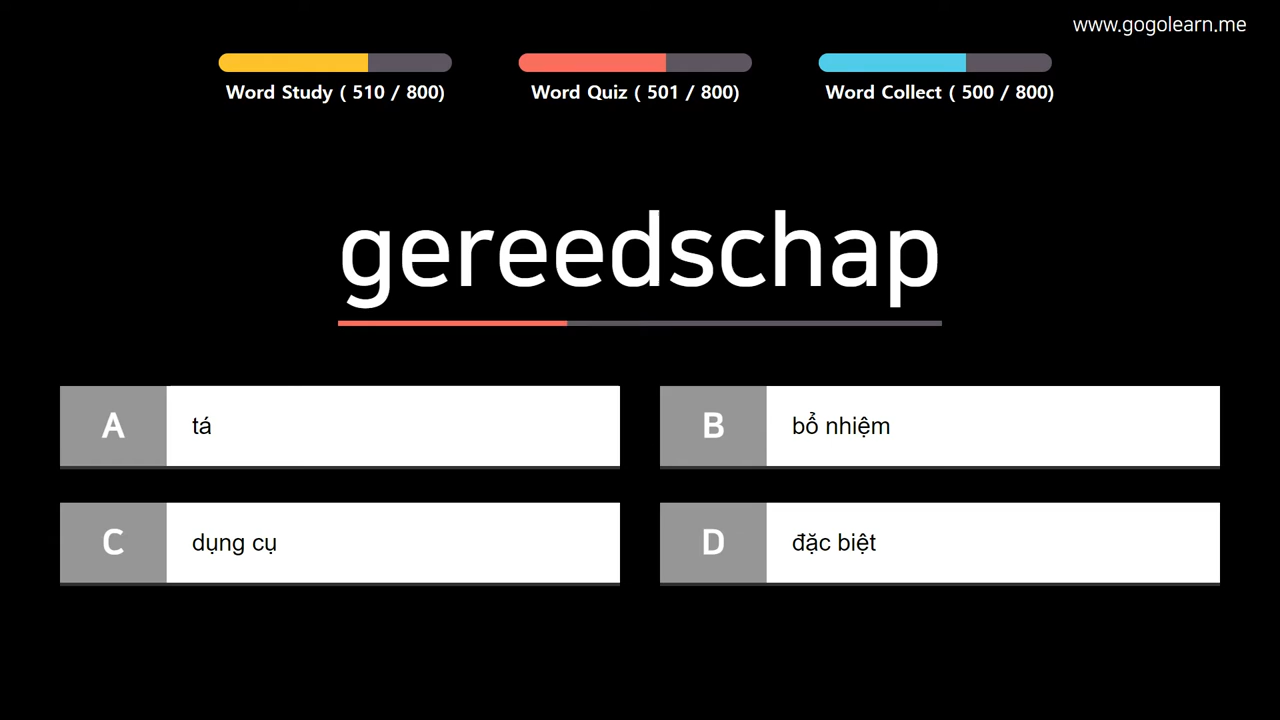 www.gogolearn.me
Word Study ( 510 / 800)
Word Quiz ( 501 / 800)
Word Collect ( 500 / 800)
gereedschap
A tá
B bổ nhiệm
C dụng cụ
D đặc biệt